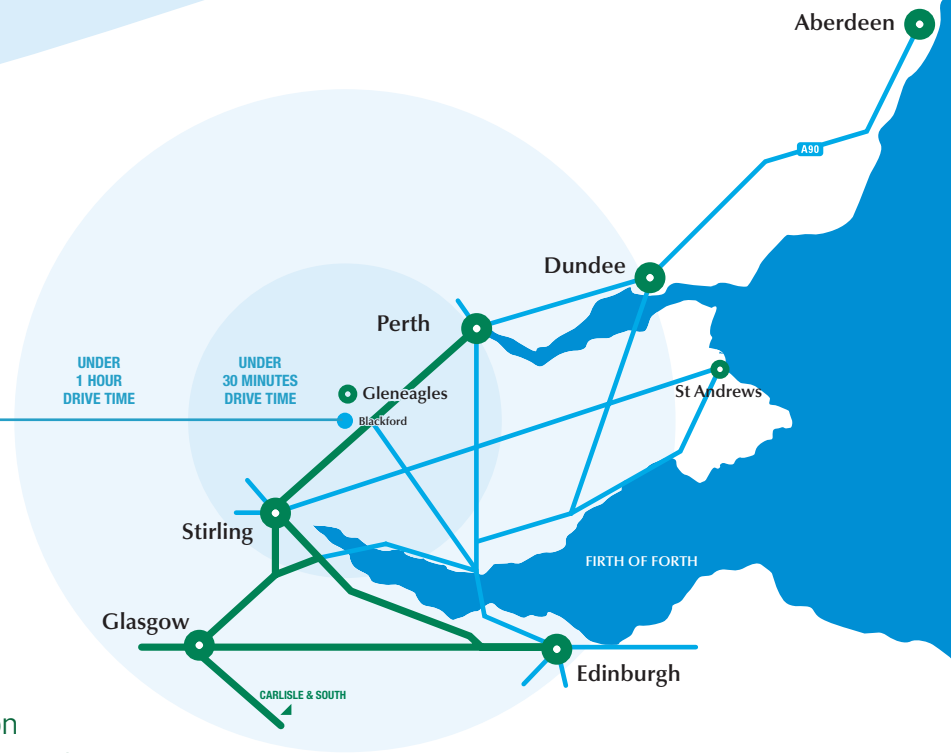 Aberdeen
A90
Dundee
Perth
UNDER
1 HOUR
DRIVE TIME
UNDER
30 MINUTES
DRIVE TIME
Gleneagles
Blackford
St Andrews
Stirling
FIRTH OF FORTH
Glasgow
Edinburgh
CARLISLE & SOUTH
on